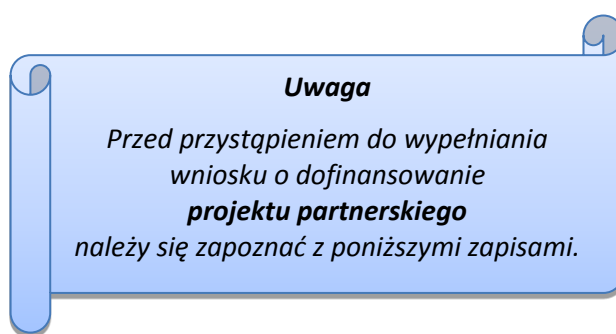 Uwaga
Przed przystąpieniem do wypełniania
wniosku o dofinansowanie
projektu partnerskiego
należy się zapoznać z poniższymi zapisami.